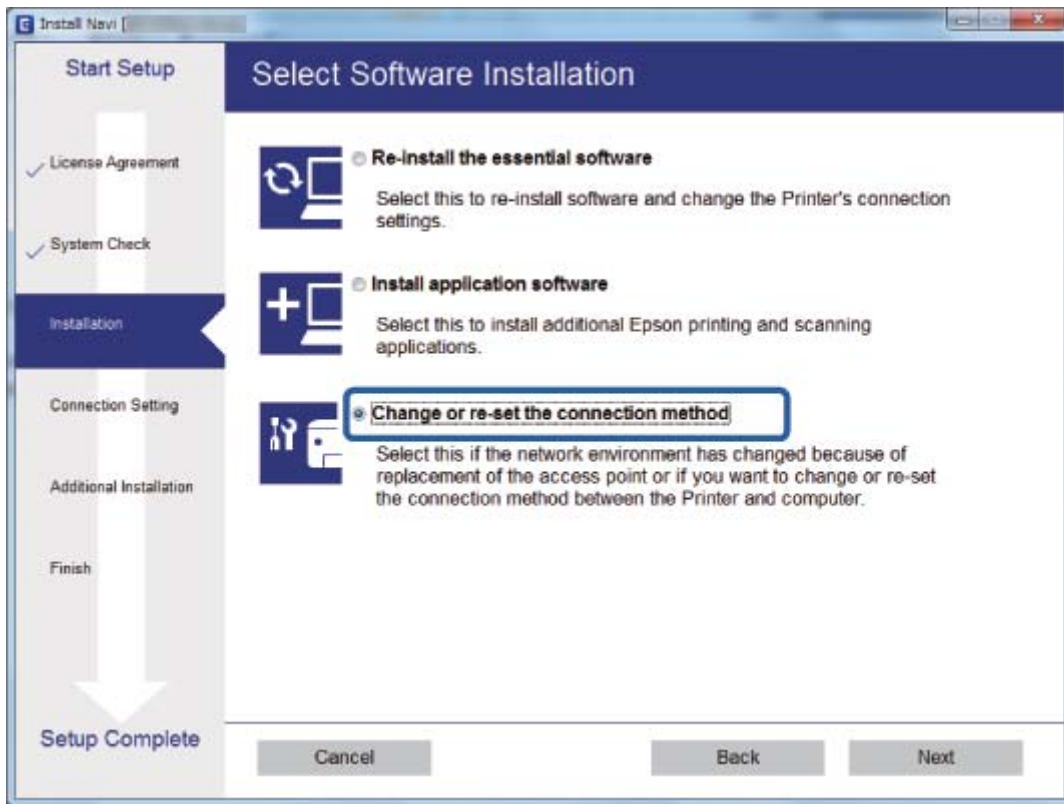 Install Navi [
Start Setup
Select Software Installation
License Agreement
System Check
Installation
Connection Setting
Additional Installation
Finish
Setup Complete
Re-install the essential software
Select this to re-install software and change the Printer's connection
settings.
Install application software
Select this to install additional Epson printing and scanning
applications.
Change or re-set the connection method
Select this if the network environment has changed because of
replacement of the access point or if you want to change or re-set
the connection method between the Printer and computer.
Cancel
Back
Next